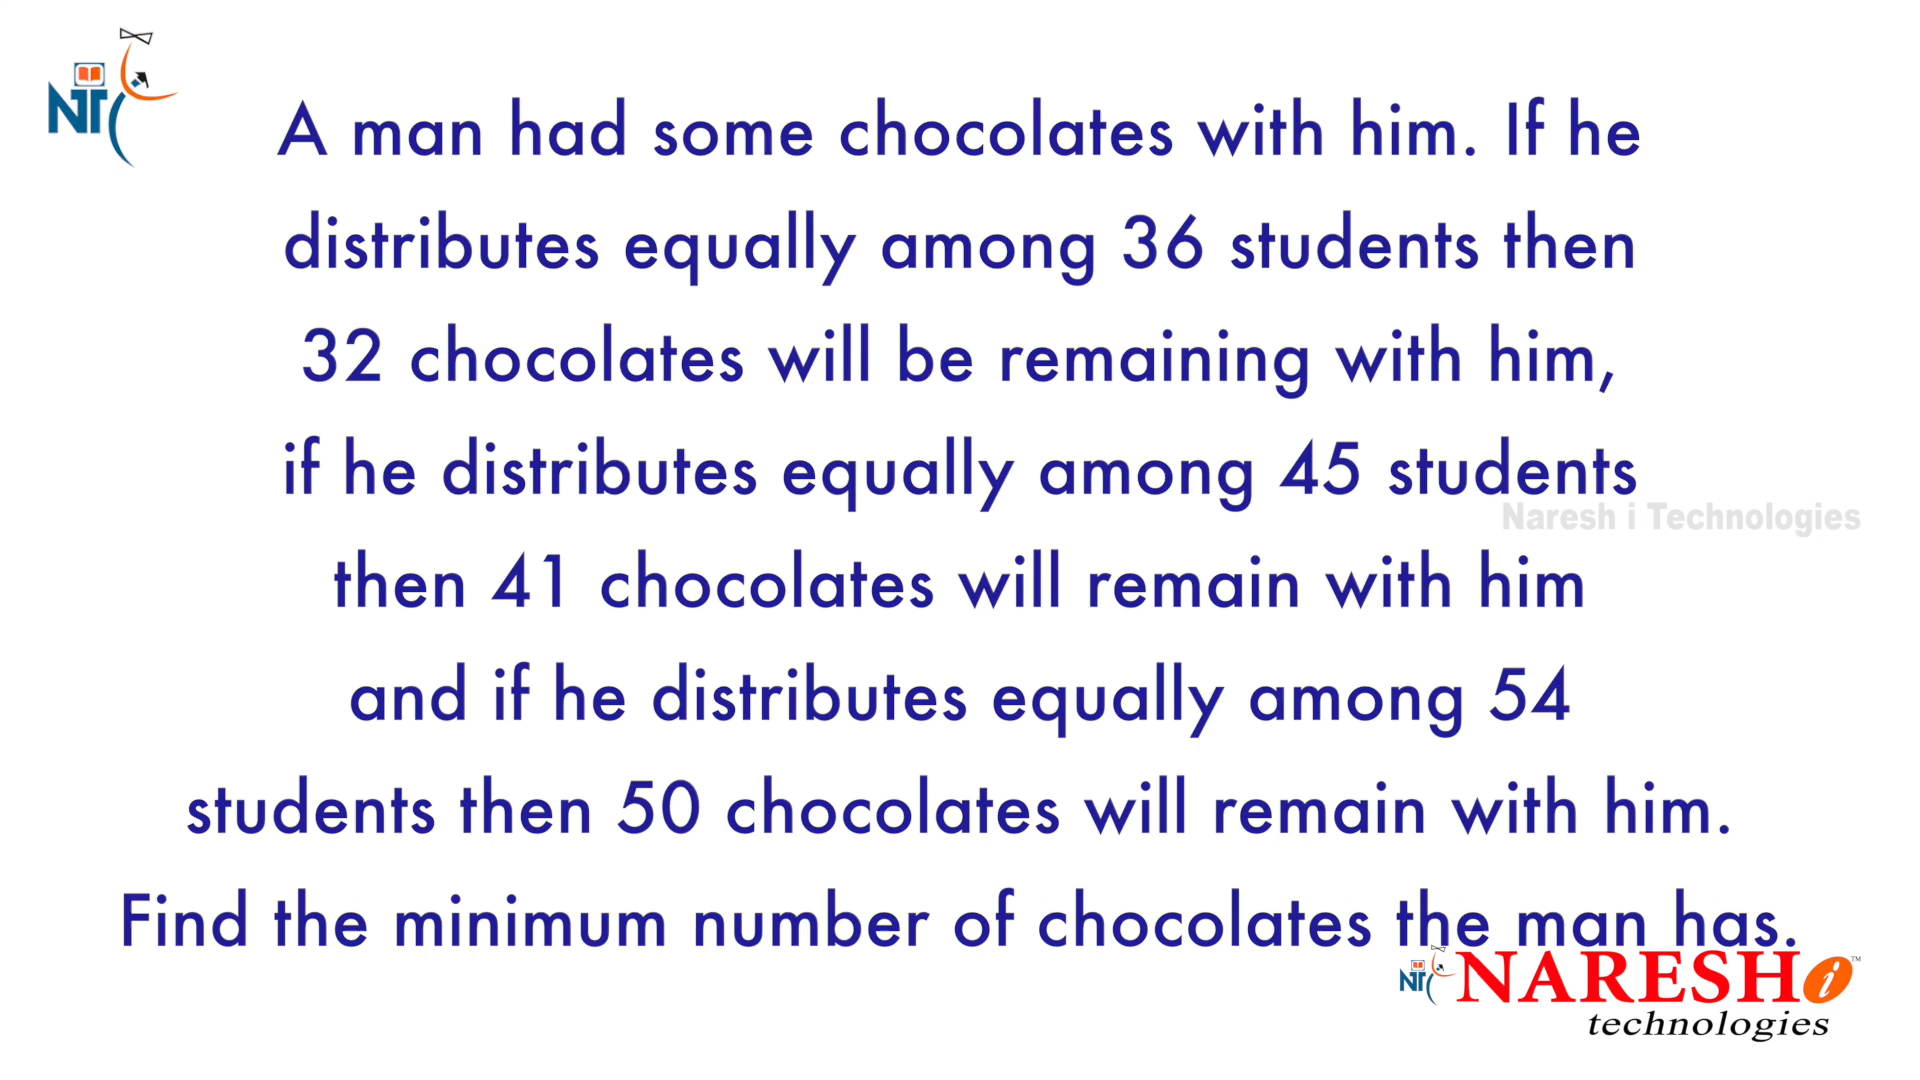 NT
A man had some chocolates with him. If he
distributes equally among 36 students then
32 chocolates will be remaining with him,
if he distributes equally among 45 students
Naresh i Technologies
then 41 chocolates will remain with him
and if he distributes equally among 54
students then 50 chocolates will remain with him.
Find the minimum number of chocolates the man has.
NT NARESH i ™
technologies